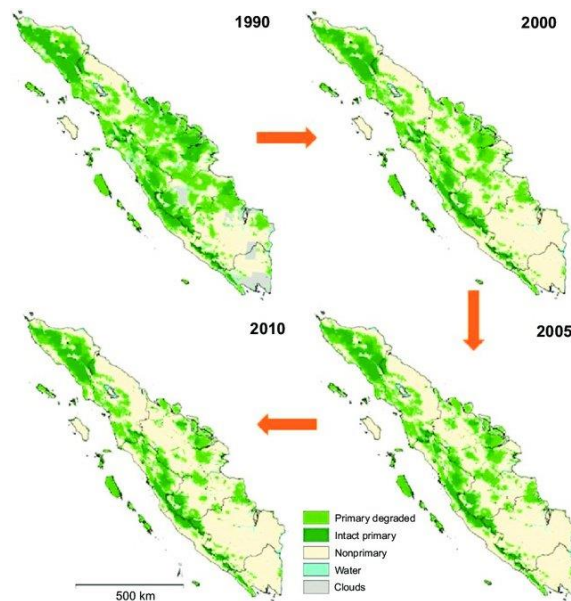 1990
2000
2010
2005
Primary degraded
Intact primary
Nonprimary
Water
Clouds
500 km